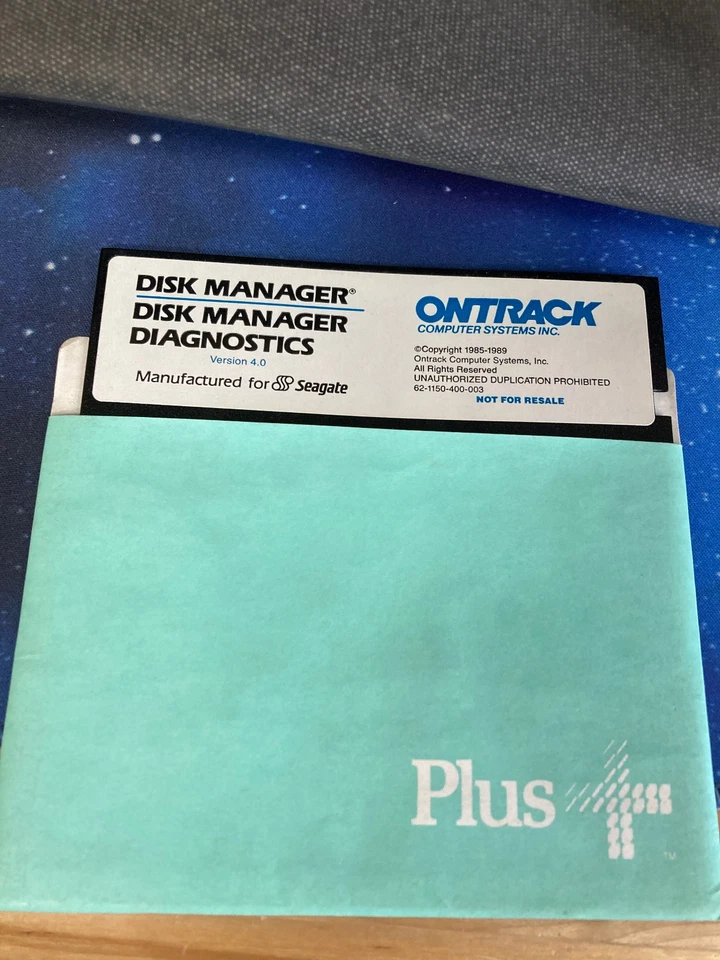 DISK MANAGER®
DISK MANAGER
DIAGNOSTICS
Version 4.0
Manufactured for Seagate
ONTRACK
COMPUTER SYSTEMS INC.
©Copyright 1985-1989
Ontrack Computer Systems, Inc.
All Rights Reserved
UNAUTHORIZED DUPLICATION PROHIBITED
62-1150-400-003
NOT FOR RESALE
Plus
TM